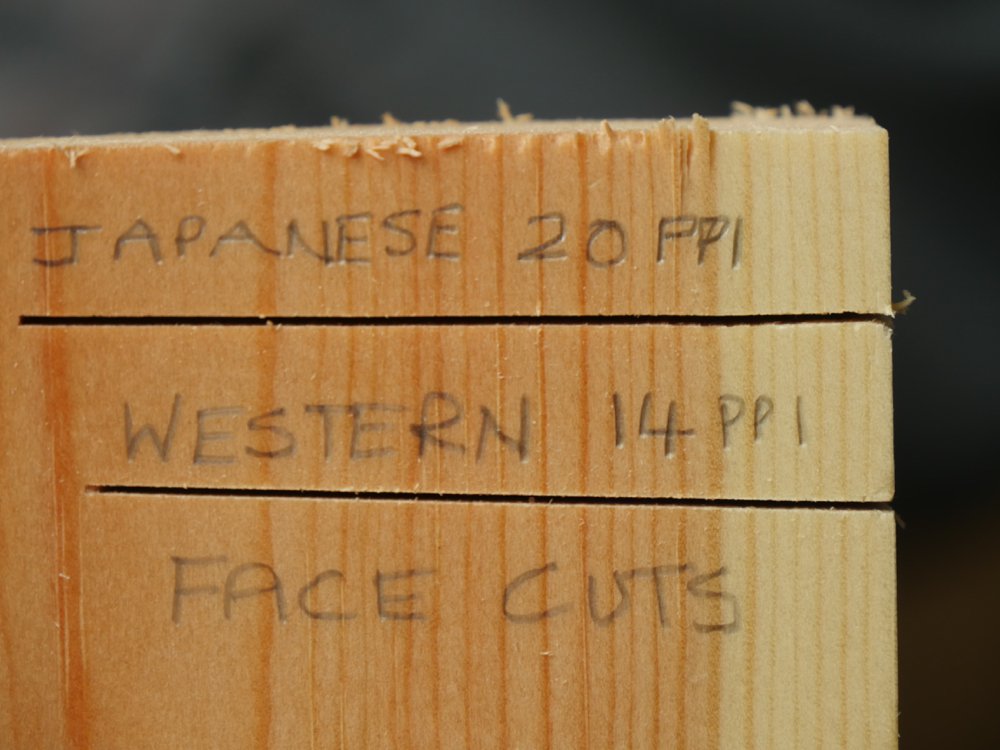 JAPANESE 20 PPI
WESTERN 14 PPI
FACE CUTS